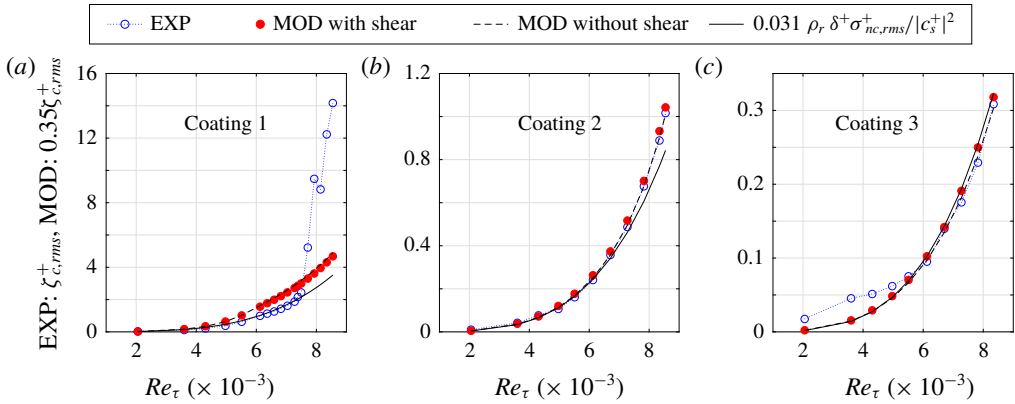 EXP MOD with shear MOD without shear 0.031 ρ_r δ⁺σ⁺_{nc,rms}/|c_s⁺|²
(a) (b) (c)
EXP: ζ⁺_{c,rms}, MOD: 0.35ζ⁺_{c,rms}
16
12
8
4
0
Coating 1
2 4 6 8
Re_τ (× 10⁻³)
1.2
0.8
0.4
0
Coating 2
2 4 6 8
Re_τ (× 10⁻³)
0.3
0.2
0.1
0
Coating 3
2 4 6 8
Re_τ (× 10⁻³)